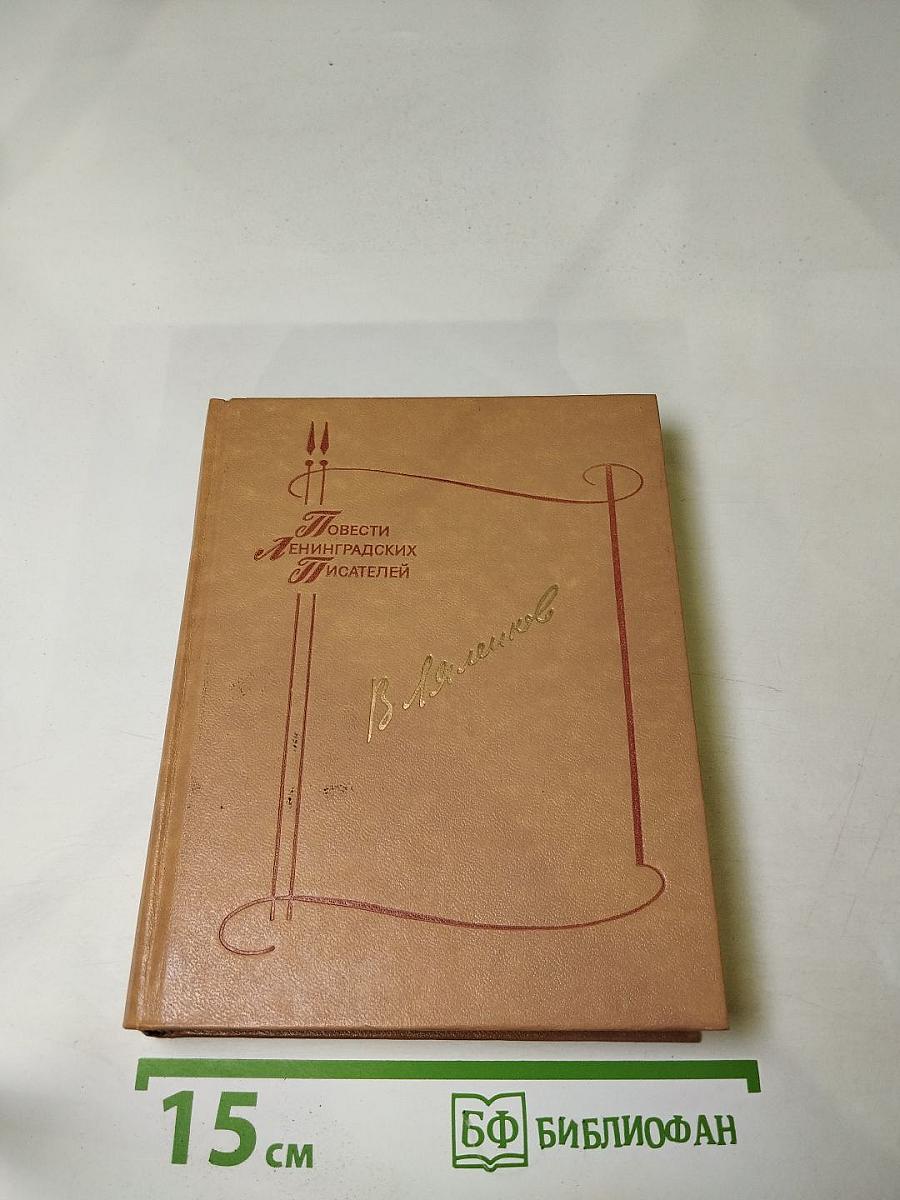 Повести
Ленинградских
Писателей
В Ляленков
15 см
БФ БИБЛИОФАН